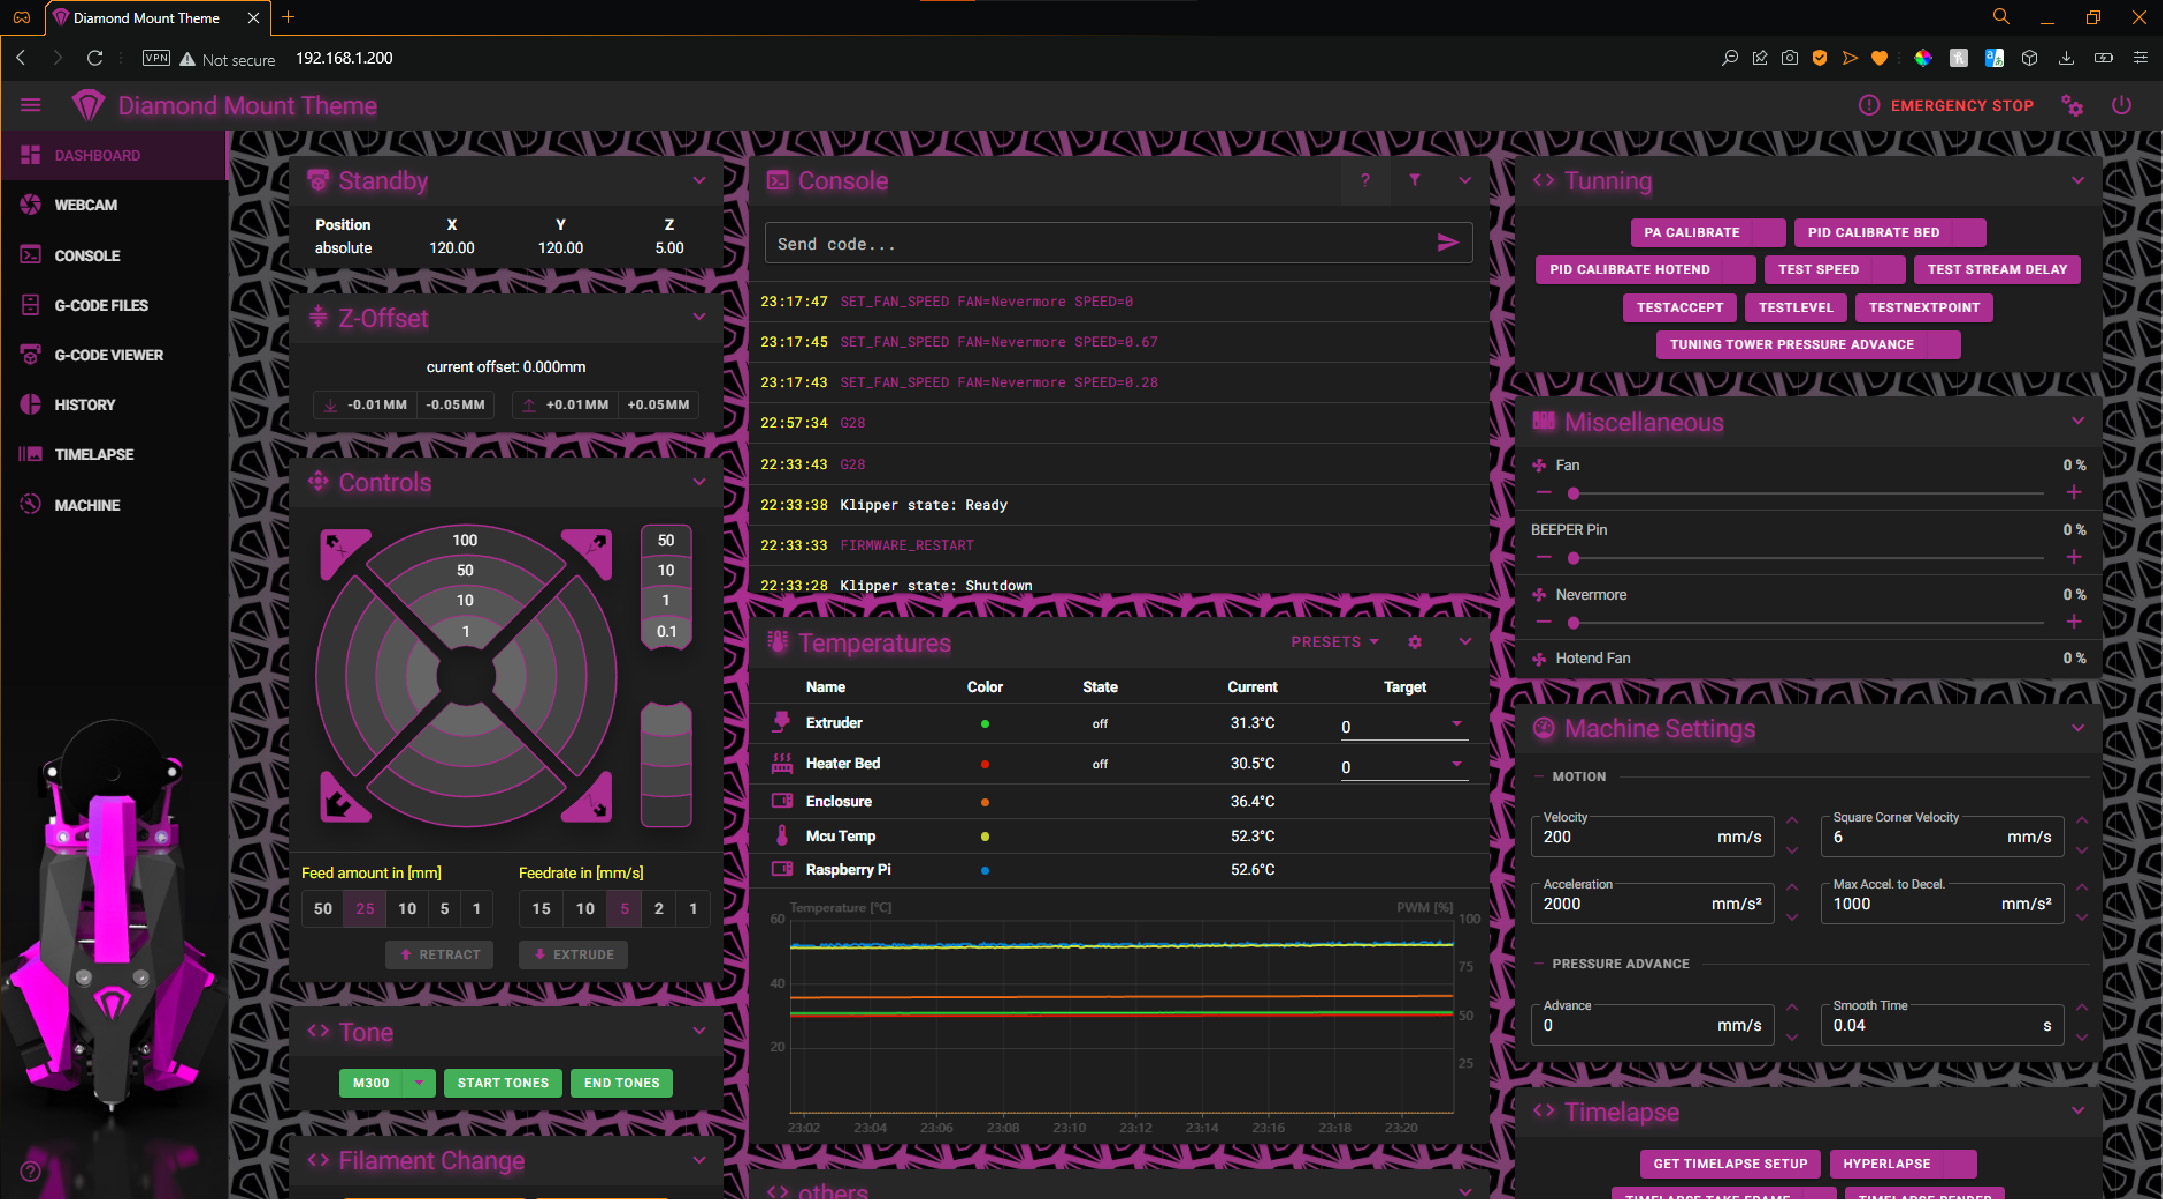 Diamond Mount Theme
VPN Not secure 192.168.1.200
Diamond Mount Theme
EMERGENCY STOP
DASHBOARD
WEBCAM
CONSOLE
G-CODE FILES
G-CODE VIEWER
HISTORY
TIMELAPSE
MACHINE
Standby
Position X Y Z
absolute 120.00 120.00 5.00
Z-Offset
current offset: 0.000mm
-0.01MM -0.05MM +0.01MM +0.05MM
Controls
100
50
10
1
50
10
1
0.1
Feed amount in [mm] Feedrate in [mm/s]
50 25 10 5 1 15 10 5 2 1
RETRACT EXTRUDE
Tone
M300 START TONES END TONES
Filament Change
Console
Send code...
23:17:47 SET_FAN_SPEED FAN=Nevermore SPEED=0
23:17:45 SET_FAN_SPEED FAN=Nevermore SPEED=0.67
23:17:43 SET_FAN_SPEED FAN=Nevermore SPEED=0.28
22:57:34 G28
22:33:43 G28
22:33:38 Klipper state: Ready
22:33:33 FIRMWARE_RESTART
22:33:28 Klipper state: Shutdown
Temperatures PRESETS
Name Color State Current Target
Extruder off 31.3°C 0
Heater Bed off 30.5°C 0
Enclosure 36.4°C
Mcu Temp 52.3°C
Raspberry Pi 52.6°C
Temperature [°C] PWM [%]
60 100
75
40
50
20
25
23:02 23:04 23:06 23:08 23:10 23:12 23:14 23:16 23:18 23:20
others
Tunning
PA CALIBRATE PID CALIBRATE BED
PID CALIBRATE HOTEND TEST SPEED TEST STREAM DELAY
TESTACCEPT TESTLEVEL TESTNEXTPOINT
TUNING TOWER PRESSURE ADVANCE
Miscellaneous
Fan 0 %
BEEPER Pin 0 %
Nevermore 0 %
Hotend Fan 0 %
Machine Settings
MOTION
Velocity Square Corner Velocity
200 mm/s 6 mm/s
Acceleration Max Accel. to Decel.
2000 mm/s² 1000 mm/s²
PRESSURE ADVANCE
Advance Smooth Time
0 mm/s 0.04 s
Timelapse
GET TIMELAPSE SETUP HYPERLAPSE
TIMELAPSE TAKE FRAME TIMELAPSE RENDER